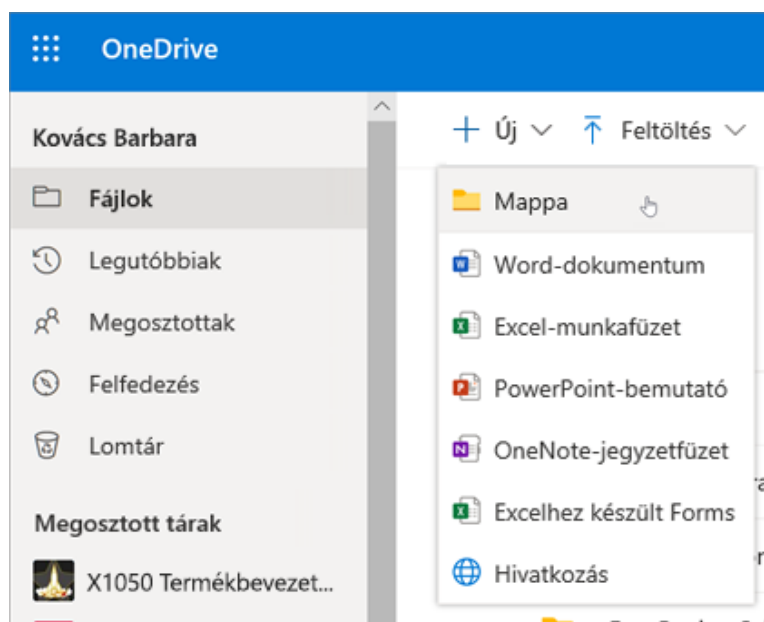 OneDrive
Kovács Barbara
Fájlok
Legutóbbiak
Megosztottak
Felfedezés
Lomtár
Megosztott tárak
X1050 Termékbevezet...
Új
Feltöltés
Mappa
Word-dokumentum
Excel-munkafüzet
PowerPoint-bemutató
OneNote-jegyzetfüzet
Excelhez készült Forms
Hivatkozás